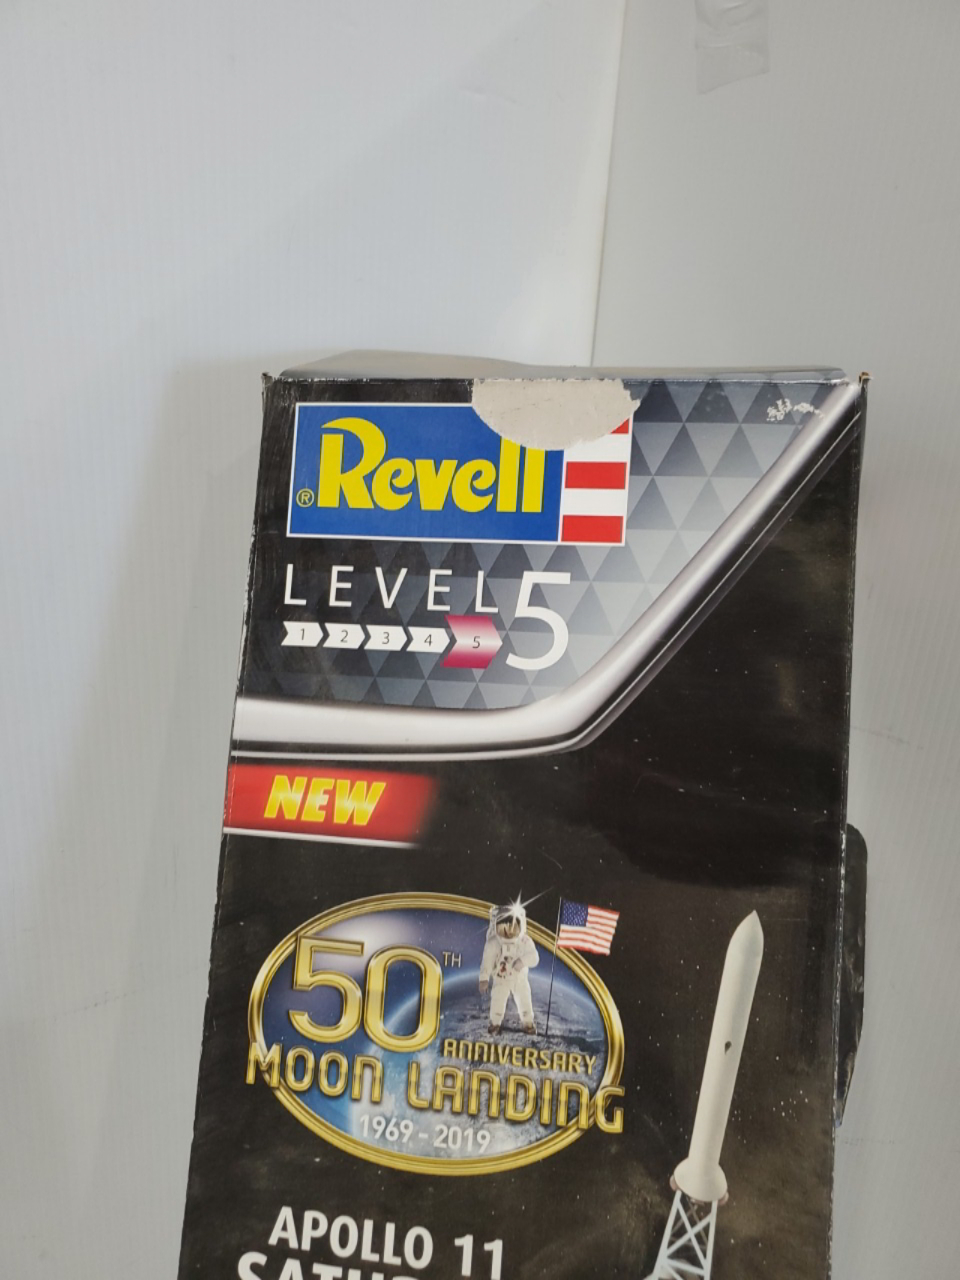 ® Revell
LEVEL 5
1 2 3 4 5
NEW
50TH
ANNIVERSARY
MOON LANDING
1969 - 2019
APOLLO 11